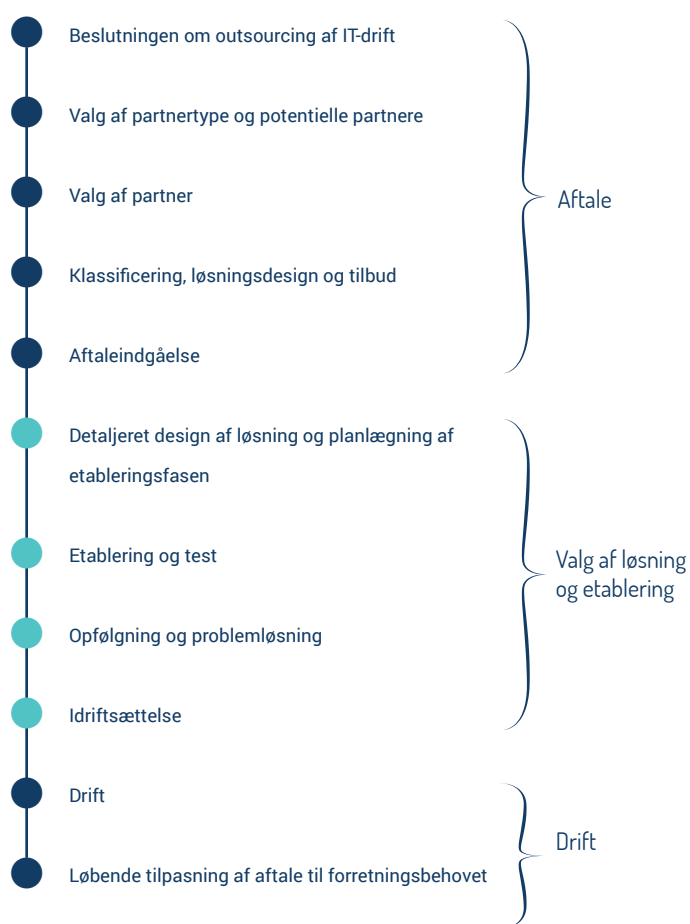 Beslutningen om outsourcing af IT-drift
Valg af partnertype og potentielle partnere
Valg af partner
Aftale
Klassificering, løsningsdesign og tilbud
Aftaleindgåelse
Detaljeret design af løsning og planlægning af
etableringsfasen
Etablering og test
Valg af løsning
og etablering
Opfølgning og problemløsning
Idriftsættelse
Drift
Drift
Løbende tilpasning af aftale til forretningsbehovet